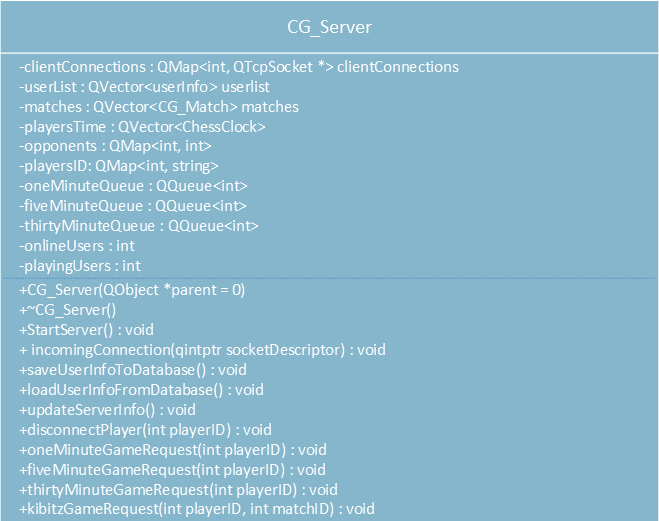 CG_Server
-clientConnections : QMap<int, QTcpSocket *> clientConnections
-userList : QVector<userInfo> userlist
-matches : QVector<CG_Match> matches
-playersTime : QVector<ChessClock>
-opponents : QMap<int, int>
-playersID: QMap<int, string>
-oneMinuteQueue : QQueue<int>
-fiveMinuteQueue : QQueue<int>
-thirtyMinuteQueue : QQueue<int>
-onlineUsers : int
-playingUsers : int
+CG_Server(QObject *parent = 0)
+~CG_Server()
+StartServer() : void
+ incomingConnection(qintptr socketDescriptor) : void
+saveUserInfoToDatabase() : void
+loadUserInfoFromDatabase() : void
+updateServerInfo() : void
+disconnectPlayer(int playerID) : void
+oneMinuteGameRequest(int playerID) : void
+fiveMinuteGameRequest(int playerID) : void
+thirtyMinuteGameRequest(int playerID) : void
+kibitzGameRequest(int playerID, int matchID) : void